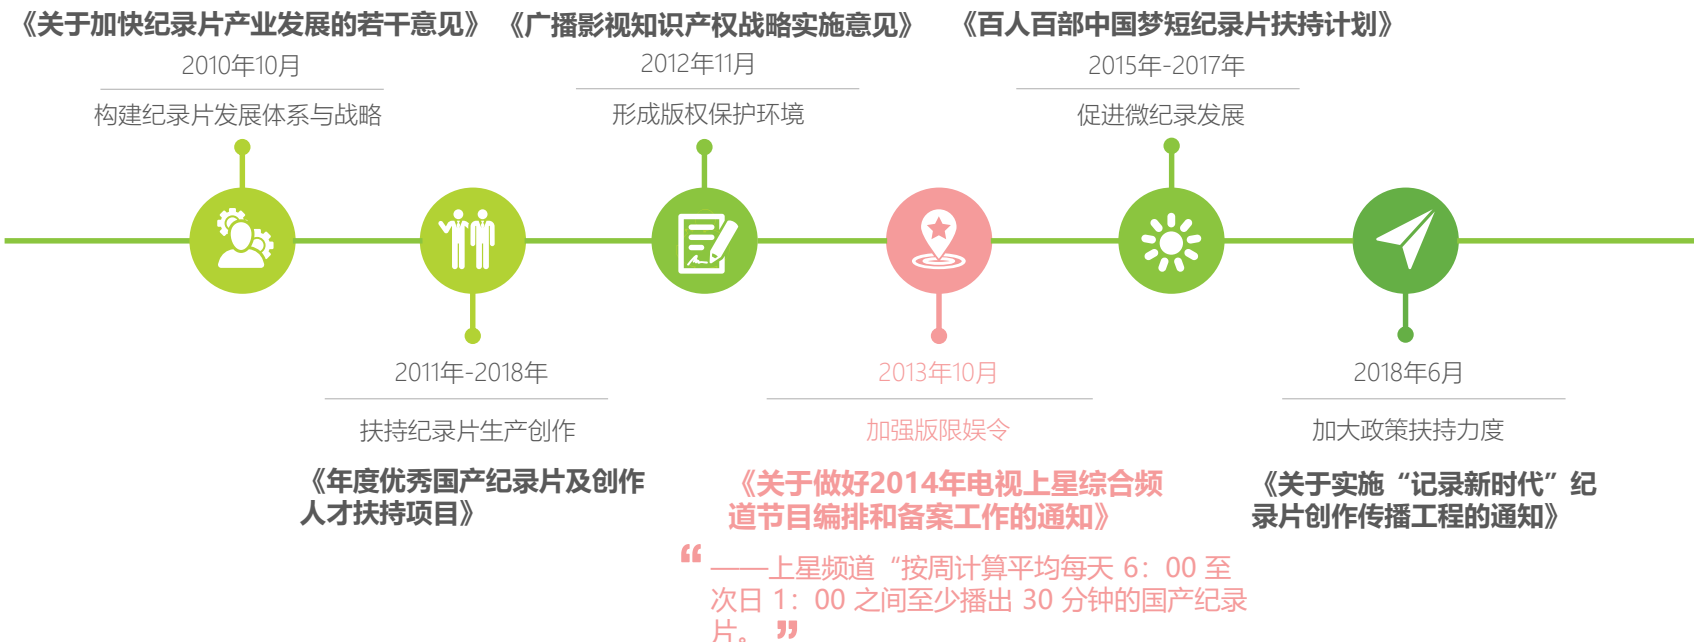 《关于加快纪录片产业发展的若干意见》
2010年10月
构建纪录片发展体系与战略
《广播影视知识产权战略实施意见》
2012年11月
形成版权保护环境
《百人百部中国梦短纪录片扶持计划》
2015年-2017年
促进微纪录发展
2011年-2018年
扶持纪录片生产创作
《年度优秀国产纪录片及创作
人才扶持项目》
2013年10月
加强版限娱令
《关于做好2014年电视上星综合频
道节目编排和备案工作的通知》
“ ——上星频道“按周计算平均每天 6：00 至
次日 1：00 之间至少播出 30 分钟的国产纪录
片。 ”
2018年6月
加大政策扶持力度
《关于实施“记录新时代”纪
录片创作传播工程的通知》